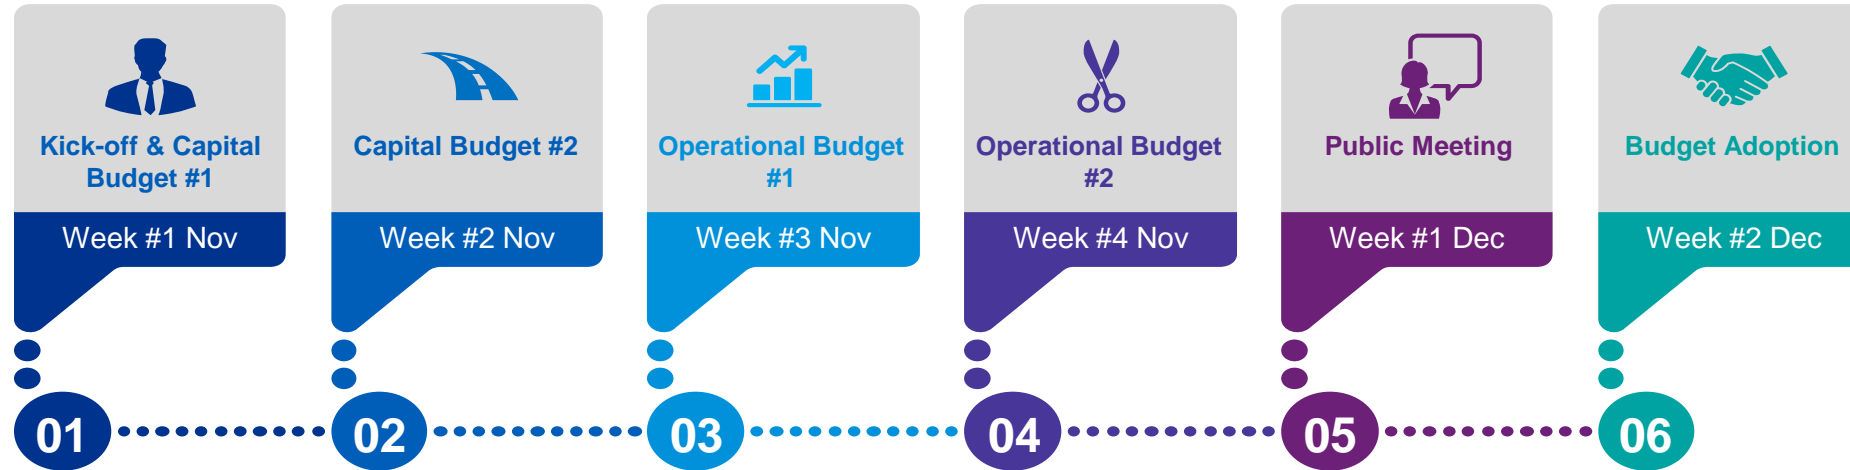 Kick-off & Capital
Budget #1
Week #1 Nov
01
Capital Budget #2
Week #2 Nov
02
Operational Budget
#1
Week #3 Nov
03
Operational Budget
#2
Week #4 Nov
04
Public Meeting
Week #1 Dec
05
Budget Adoption
Week #2 Dec
06